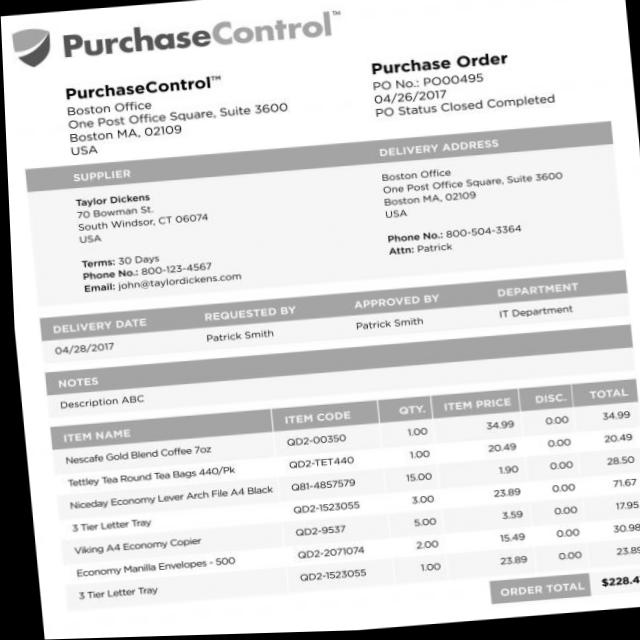 PurchaseControl™
PurchaseControl™
Boston Office
One Post Office Square, Suite 3600
Boston MA, 02109
USA
Purchase Order
PO No.: PO00495
04/26/2017
PO Status Closed Completed
SUPPLIER
Taylor Dickens
70 Bowman St.
South Windsor, CT 06074
USA
Terms: 30 Days
Phone No.: 800-123-4567
Email: john@taylordickens.com
DELIVERY ADDRESS
Boston Office
One Post Office Square, Suite 3600
Boston MA, 02109
USA
Phone No.: 800-504-3364
Attn: Patrick
DELIVERY DATE REQUESTED BY APPROVED BY DEPARTMENT
04/28/2017 Patrick Smith Patrick Smith IT Department
NOTES
Description ABC
ITEM NAME ITEM CODE QTY. ITEM PRICE DISC. TOTAL
Nescafe Gold Blend Coffee 7oz QD2-00350 1.00 34.99 0.00 34.99
Tettley Tea Round Tea Bags 440/Pk QD2-TET440 1.00 20.49 0.00 20.49
Niceday Economy Lever Arch File A4 Black Q81-4857579 15.00 1.90 0.00 28.50
3 Tier Letter Tray QD2-1523055 3.00 23.89 0.00 71.67
Viking A4 Economy Copier QD2-9537 5.00 3.59 0.00 17.95
Economy Manilla Envelopes - 500 QD2-2071074 2.00 15.49 0.00 30.98
3 Tier Letter Tray QD2-1523055 1.00 23.89 0.00 23.89
ORDER TOTAL $228.4